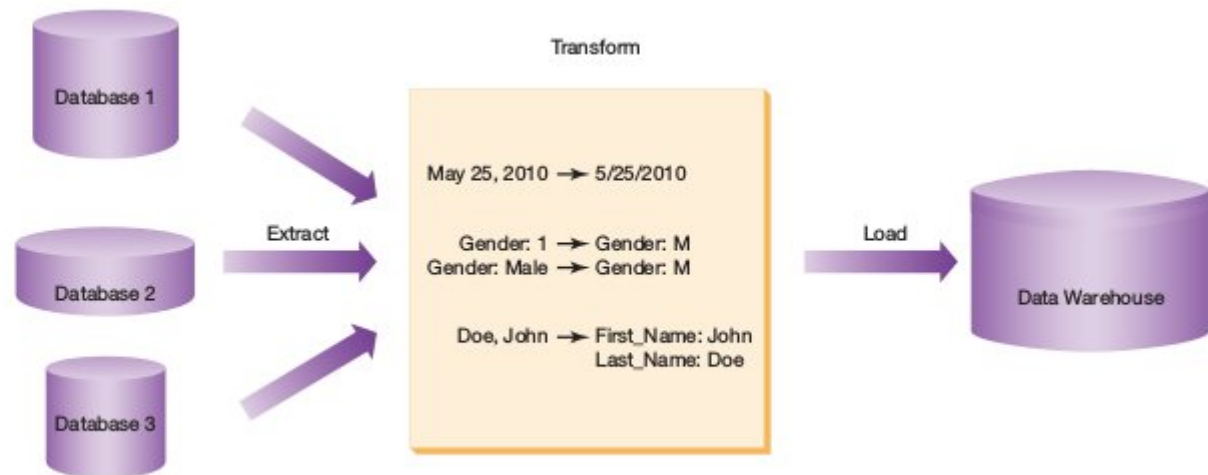 Transform
Database 1
May 25, 2010 → 5/25/2010
Extract
Gender: 1 → Gender: M
Gender: Male → Gender: M
Load
Database 2
Data Warehouse
Doe, John → First_Name: John
Last_Name: Doe
Database 3